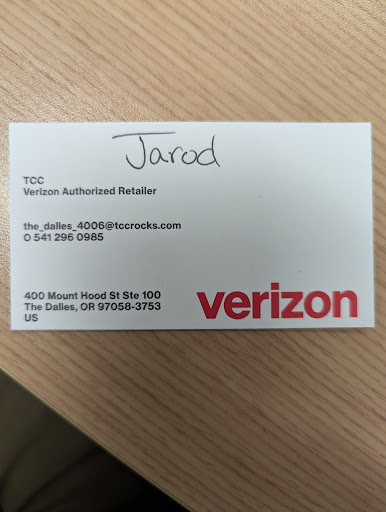 Jarod
TCC
Verizon Authorized Retailer
the_dalles_4006@tccrocks.com
O 541 296 0985
400 Mount Hood St Ste 100
The Dalles, OR 97058-3753
US
verizon